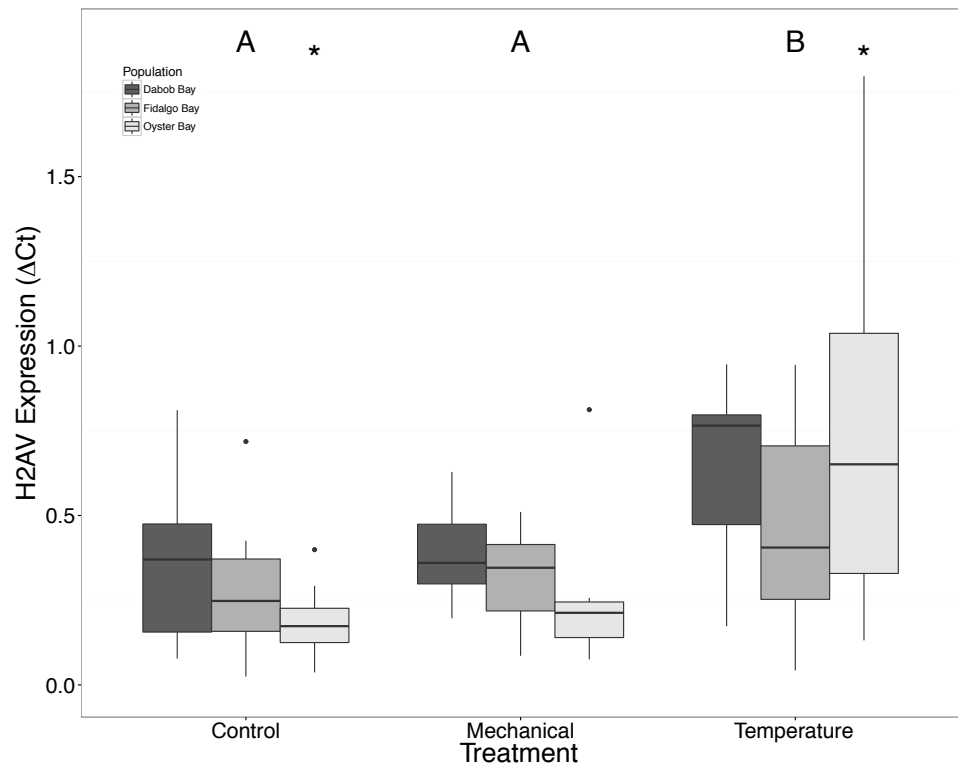 A A B
* *
Population
Dabob Bay
Fidalgo Bay
Oyster Bay
1.5
1.0
0.5
0.0
H2AV Expression (ΔCt)
Control Mechanical Temperature
Treatment